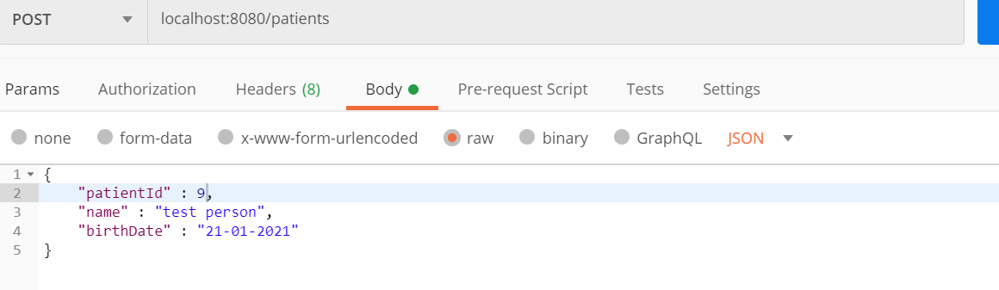 POST localhost:8080/patients
Params Authorization Headers (8) Body Pre-request Script Tests Settings
none form-data x-www-form-urlencoded raw binary GraphQL JSON
1 {
2 "patientId" : 9,
3 "name" : "test person",
4 "birthDate" : "21-01-2021"
5 }